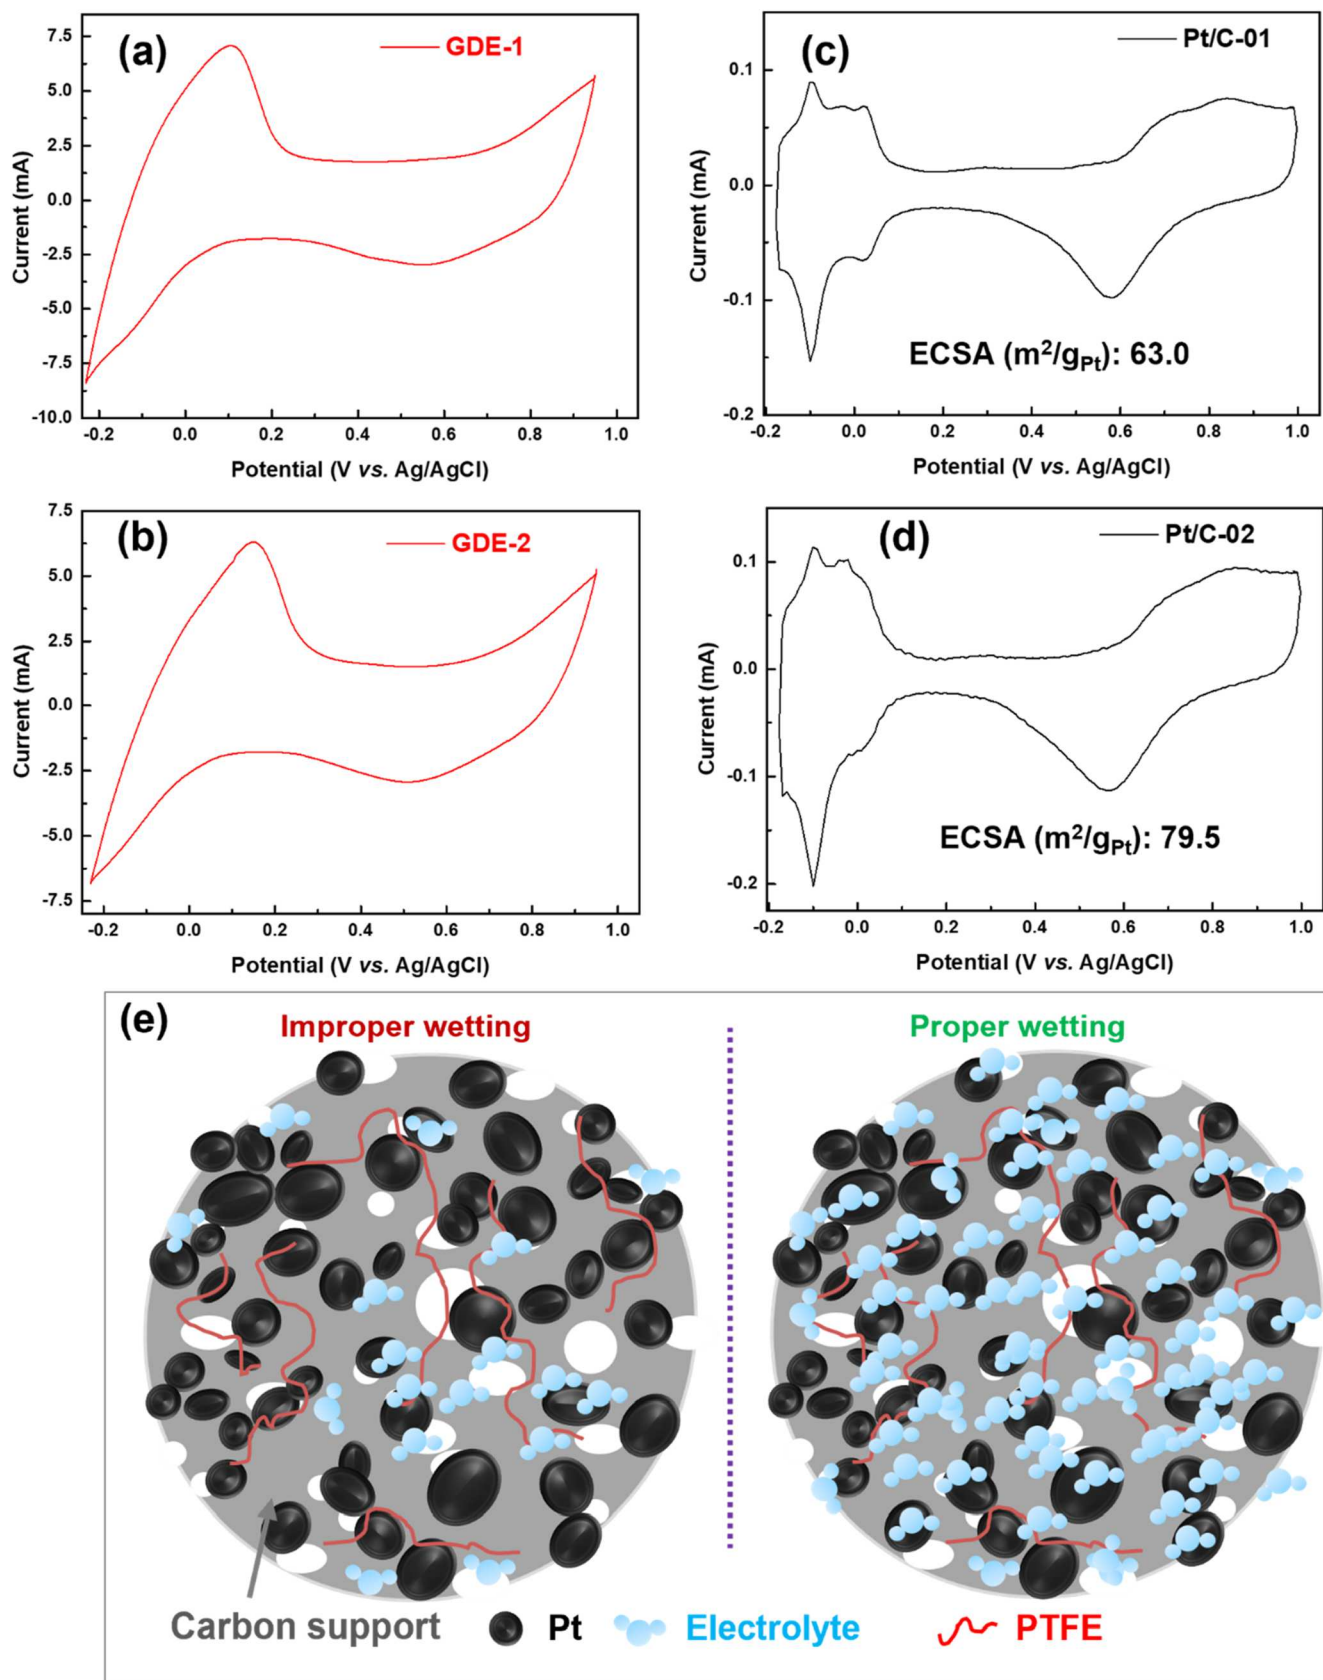 (a)
GDE-1
7.5
5.0
2.5
0.0
-2.5
-5.0
-7.5
-10.0
Current (mA)
-0.2 0.0 0.2 0.4 0.6 0.8 1.0
Potential (V vs. Ag/AgCl)
(c)
Pt/C-01
0.1
0.0
-0.1
-0.2
Current (mA)
ECSA (m²/gPt): 63.0
-0.2 0.0 0.2 0.4 0.6 0.8 1.0
Potential (V vs. Ag/AgCl)
(b)
GDE-2
7.5
5.0
2.5
0.0
-2.5
-5.0
-7.5
Current (mA)
-0.2 0.0 0.2 0.4 0.6 0.8 1.0
Potential (V vs. Ag/AgCl)
(d)
Pt/C-02
0.1
0.0
-0.1
-0.2
Current (mA)
ECSA (m²/gPt): 79.5
-0.2 0.0 0.2 0.4 0.6 0.8 1.0
Potential (V vs. Ag/AgCl)
(e)
Improper wetting
Proper wetting
Carbon support Pt Electrolyte PTFE